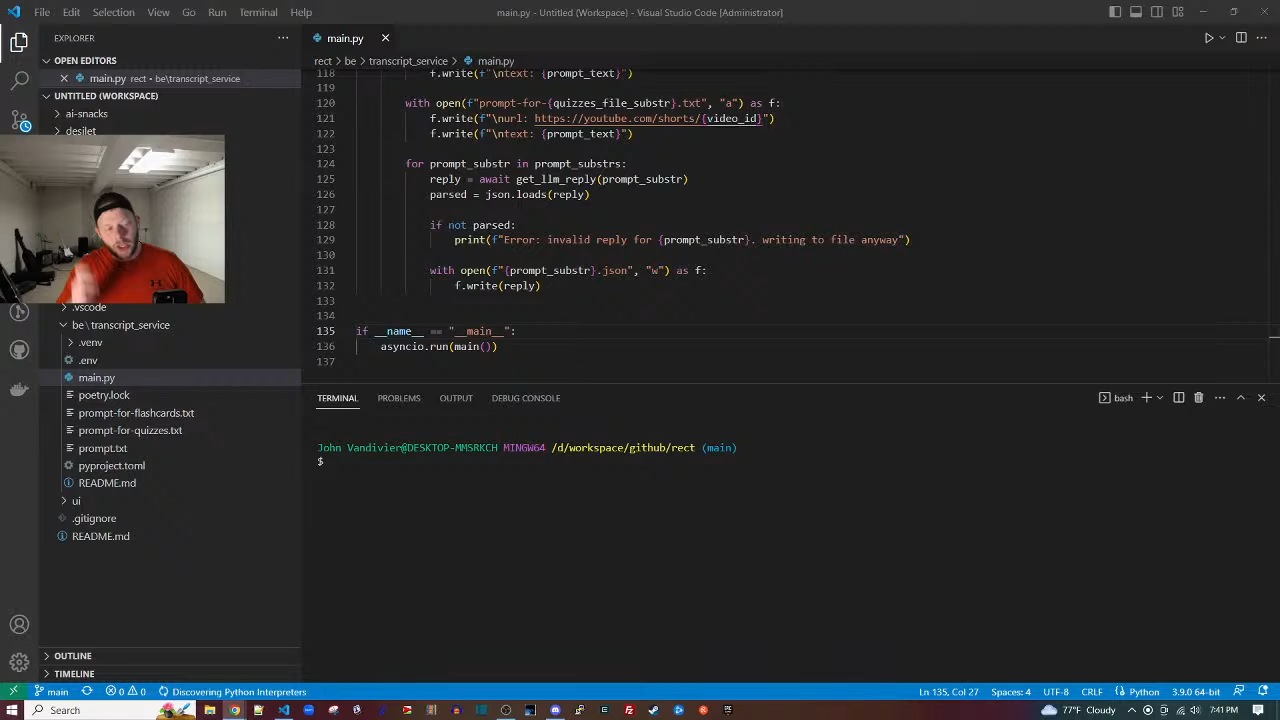 File Edit Selection View Go Run Terminal Help
main.py - Untitled (Workspace) - Visual Studio Code [Administrator]
EXPLORER
OPEN EDITORS
main.py rect - be\transcript_service
UNTITLED (WORKSPACE)
ai-snacks
desilet
.vscode
be\transcript_service
.venv
.env
main.py
poetry.lock
prompt-for-flashcards.txt
prompt-for-quizzes.txt
prompt.txt
pyproject.toml
README.md
ui
.gitignore
README.md
OUTLINE
TIMELINE
main.py
rect > be > transcript_service > main.py
118 f.write(f"\ntext: {prompt_text}")
119
120 with open(f"prompt-for-{quizzes_file_substr}.txt", "a") as f:
121 f.write(f"\nurl: https://youtube.com/shorts/{video_id}")
122 f.write(f"\ntext: {prompt_text}")
123
124 for prompt_substr in prompt_substrs:
125 reply = await get_llm_reply(prompt_substr)
126 parsed = json.loads(reply)
127
128 if not parsed:
129 print(f"Error: invalid reply for {prompt_substr}. writing to file anyway")
130
131 with open(f"{prompt_substr}.json", "w") as f:
132 f.write(reply)
133
134
135 if __name__ == "__main__":
136 asyncio.run(main())
137
TERMINAL PROBLEMS OUTPUT DEBUG CONSOLE
bash
John Vandivier@DESKTOP-MMSRKCH MINGW64 /d/workspace/github/rect (main)
$
main 0 0 Discovering Python Interpreters
Ln 135, Col 27 Spaces: 4 UTF-8 CRLF Python 3.9.0 64-bit
Search
77°F Cloudy 7:41 PM